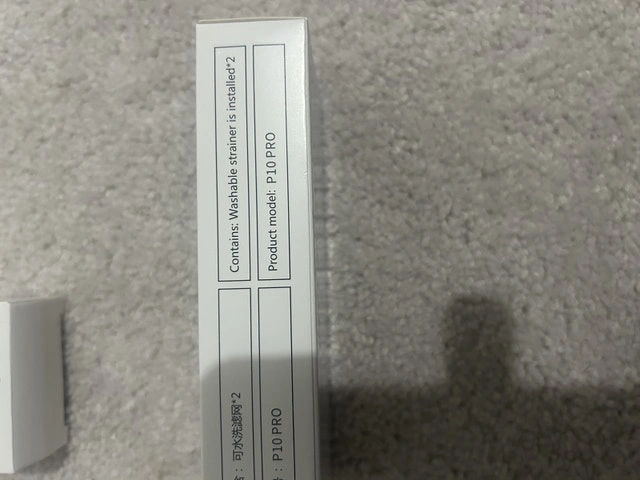 Contains: Washable strainer is installed*2
Product model: P10 PRO
: 可水洗滤网*2
: P10 PRO